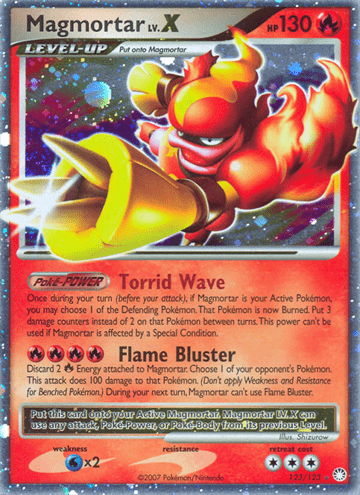 Magmortar LV.X HP 130
LEVEL-UP Put onto Magmortar
Poké-POWER Torrid Wave
Once during your turn (before your attack), if Magmortar is your Active Pokémon,
you may choose 1 of the Defending Pokémon. That Pokémon is now Burned. Put 3
damage counters instead of 2 on that Pokémon between turns. This power can't be
used if Magmortar is affected by a Special Condition.
Flame Bluster
Discard 2 Energy attached to Magmortar. Choose 1 of your opponent's Pokémon.
This attack does 100 damage to that Pokémon. (Don't apply Weakness and Resistance
for Benched Pokémon.) During your next turn, Magmortar can't use Flame Bluster.
Put this card onto your Active Magmortar. Magmortar LV.X can
use any attack, Poké-Power, or Poké-Body from its previous Level.
Illus. Shizurow
weakness resistance retreat cost
x2
©2007 Pokémon/Nintendo 123/123